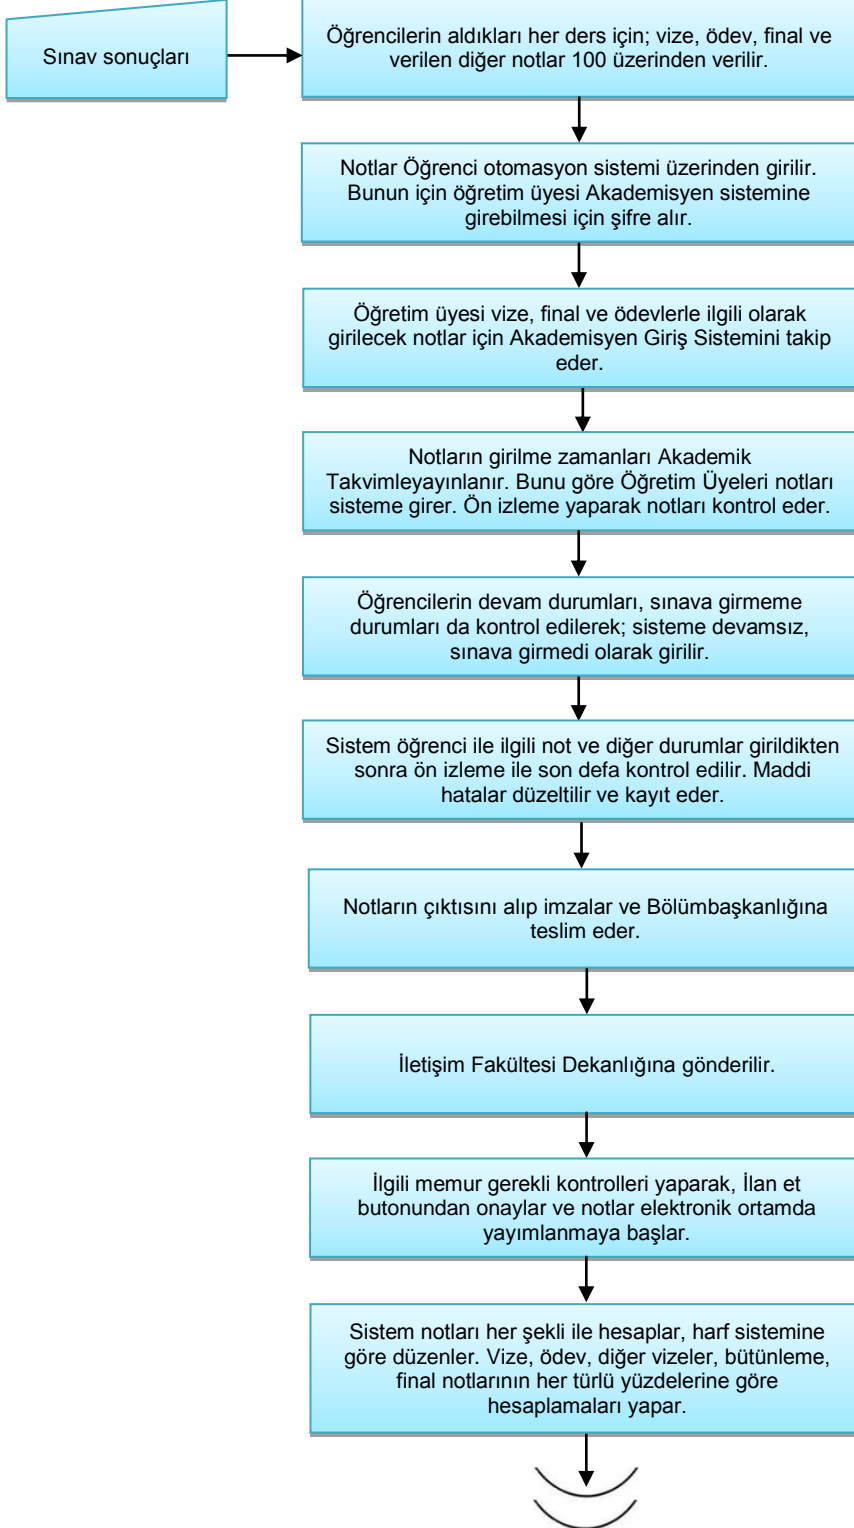 Sınav sonuçları
Öğrencilerin aldıkları her ders için; vize, ödev, final ve
verilen diğer notlar 100 üzerinden verilir.
Notlar Öğrenci otomasyon sistemi üzerinden girilir.
Bunun için öğretim üyesi Akademisyen sistemine
girebilmesi için şifre alır.
Öğretim üyesi vize, final ve ödevlerle ilgili olarak
girilecek notlar için Akademisyen Giriş Sistemini takip
eder.
Notların girilme zamanları Akademik
Takvimleyayınlanır. Bunu göre Öğretim Üyeleri notları
sisteme girer. Ön izleme yaparak notları kontrol eder.
Öğrencilerin devam durumları, sınava girmeme
durumları da kontrol edilerek; sisteme devamsız,
sınava girmedi olarak girilir.
Sistem öğrenci ile ilgili not ve diğer durumlar girildikten
sonra ön izleme ile son defa kontrol edilir. Maddi
hatalar düzeltilir ve kayıt eder.
Notların çıktısını alıp imzalar ve Bölümbaşkanlığına
teslim eder.
İletişim Fakültesi Dekanlığına gönderilir.
İlgili memur gerekli kontrolleri yaparak, İlan et
butonundan onaylar ve notlar elektronik ortamda
yayımlanmaya başlar.
Sistem notları her şekli ile hesaplar, harf sistemine
göre düzenler. Vize, ödev, diğer vizeler, bütünleme,
final notlarının her türlü yüzdelerine göre
hesaplamaları yapar.